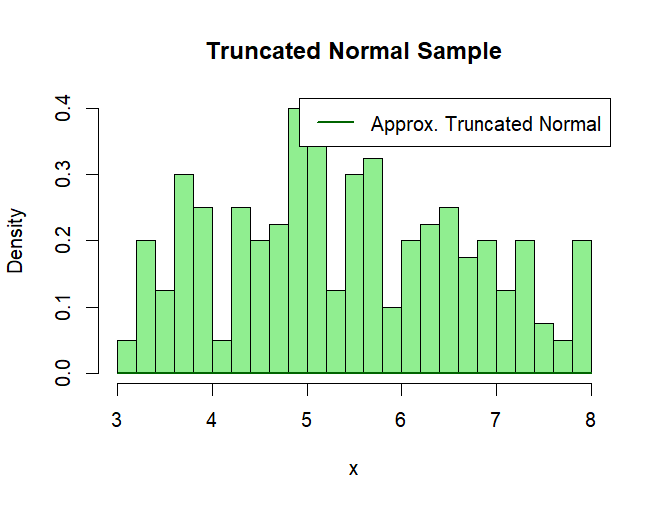 Truncated Normal Sample
Approx. Truncated Normal
Density
0.4
0.3
0.2
0.1
0.0
3 4 5 6 7 8
x